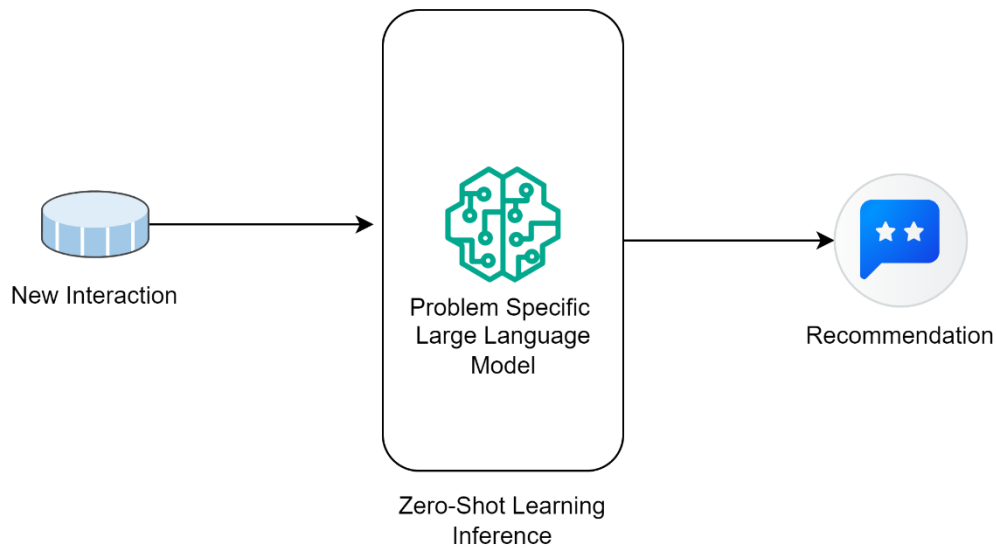 New Interaction
Problem Specific
Large Language
Model
Recommendation
Zero-Shot Learning
Inference